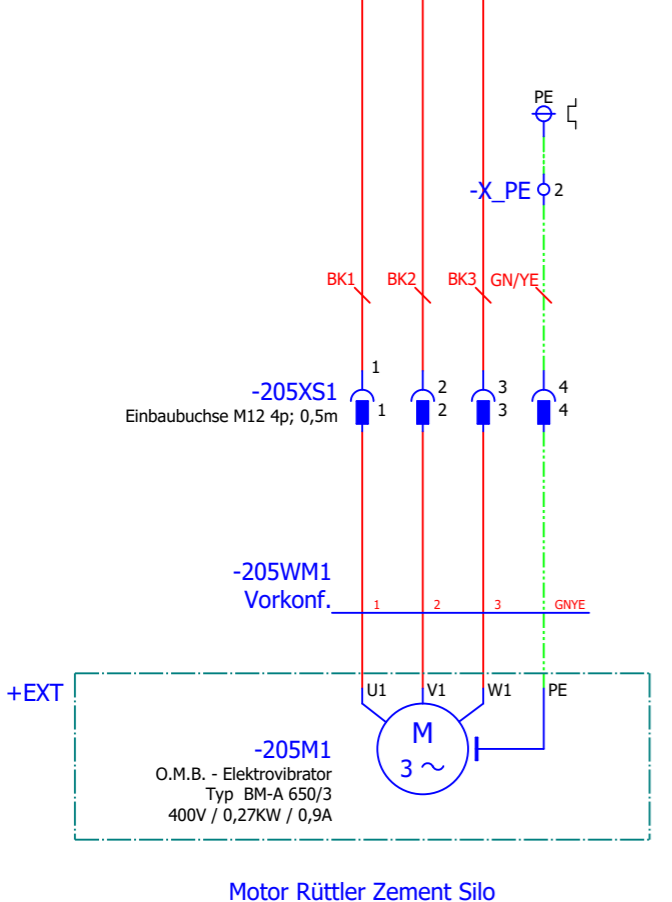 PE
-X_PE 2
BK1 BK2 BK3 GN/YE
1 2 3 4
-205XS1
Einbaubuchse M12 4p; 0,5m
1 2 3 4
-205WM1
Vorkonf.
1 2 3 GNYE
+EXT
U1 V1 W1 PE
M
3 ~
-205M1
O.M.B. - Elektrovibrator
Typ BM-A 650/3
400V / 0,27KW / 0,9A
Motor Rüttler Zement Silo